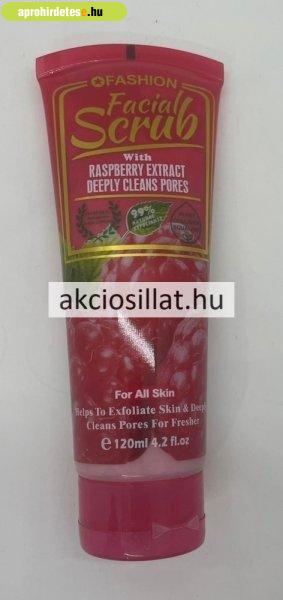 aprohirdetes.hu
FASHION
Facial
Scrub
With
RASPBERRY EXTRACT
DEEPLY CLEANS PORES
99%
akciosillat.hu
For All Skin
Helps To Exfoliate Skin & Deeply
Cleans Pores For Fresher
e 120ml 4.2 fl.oz